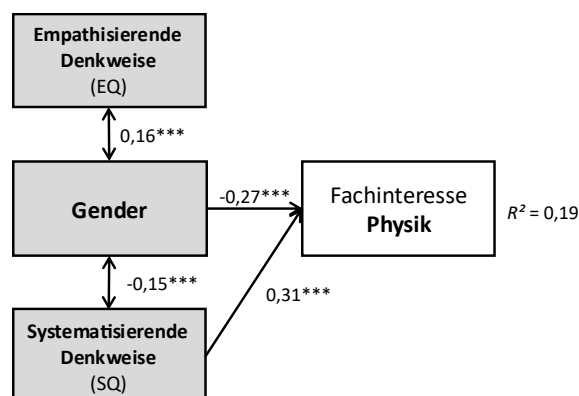 Empathisierende
Denkweise
(EQ)
0,16***
Gender
-0,27***
Fachinteresse
Physik
R² = 0,19
-0,15***
0,31***
Systematisierende
Denkweise
(SQ)